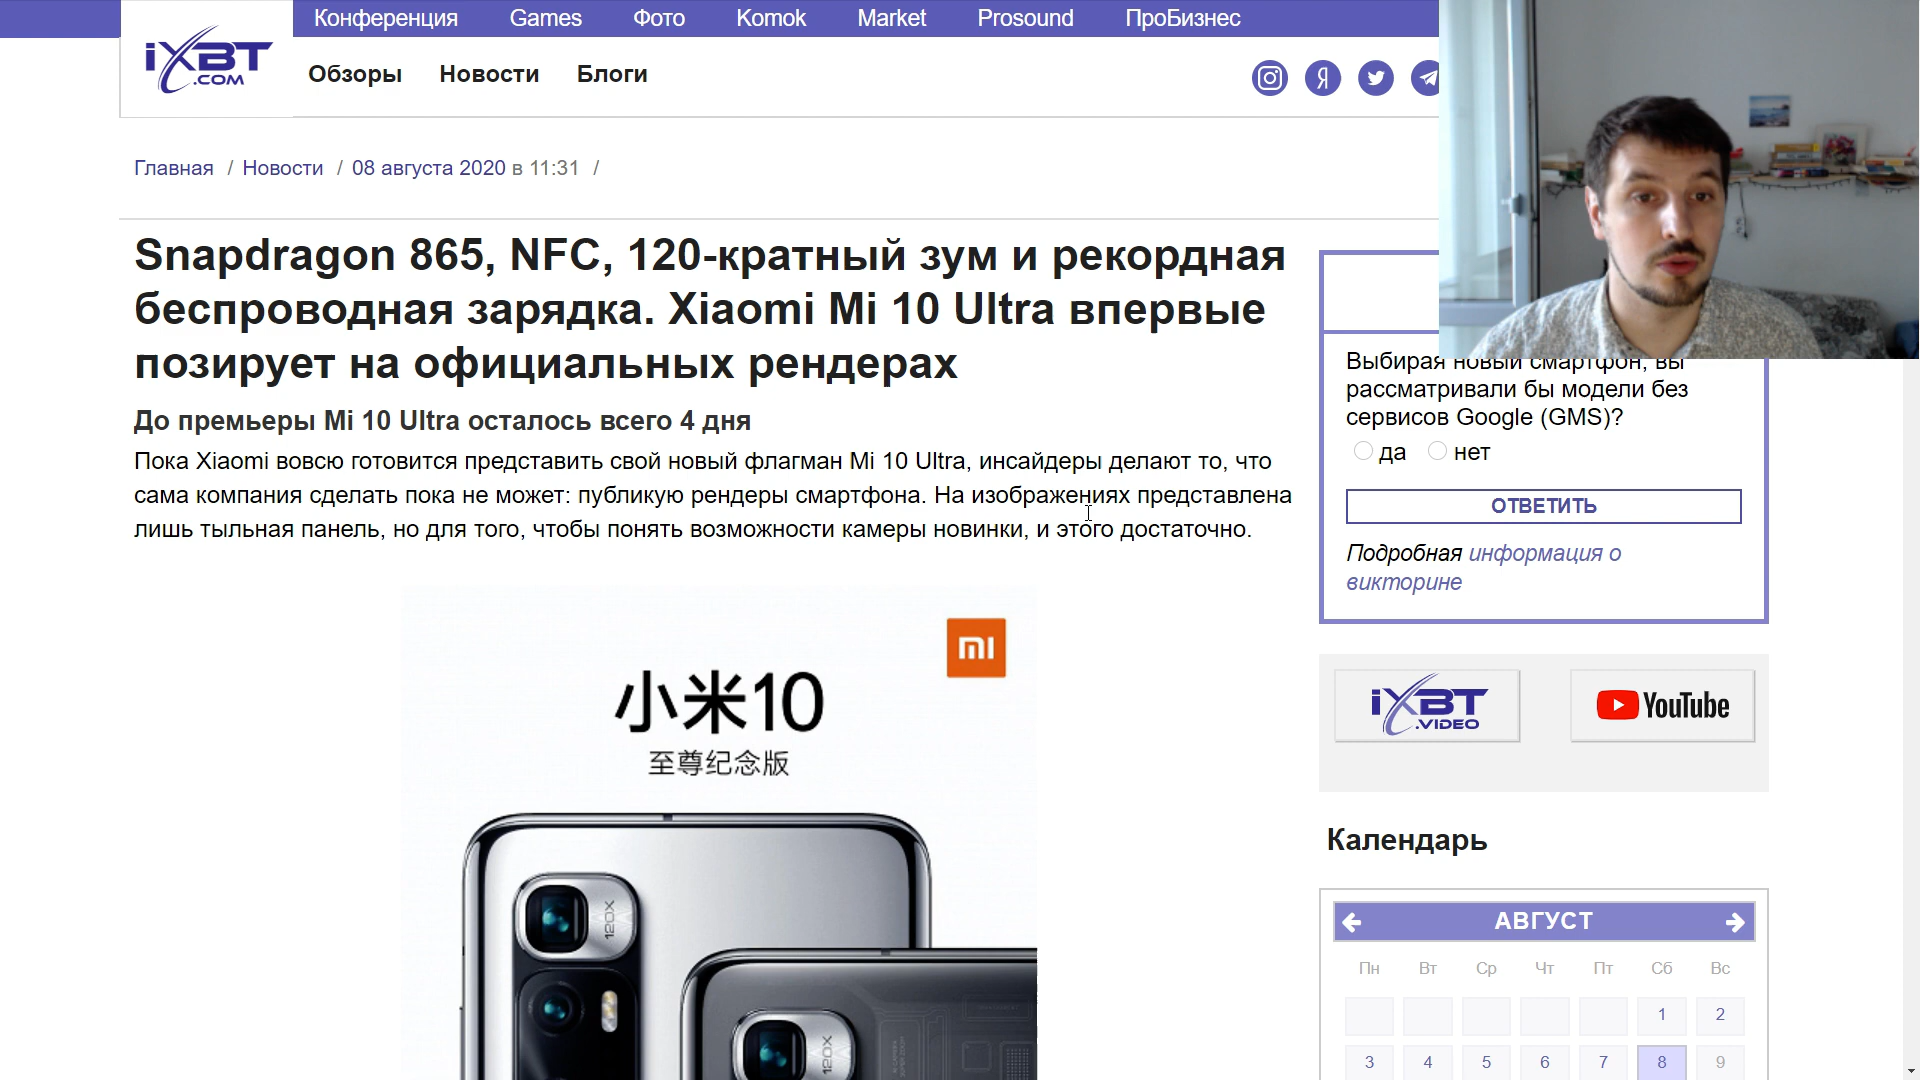 Конференция Games Фото Komok Market Prosound ПроБизнес
iXBT
.COM
Обзоры Новости Блоги
Главная / Новости / 08 августа 2020 в 11:31 /
Snapdragon 865, NFC, 120-кратный зум и рекордная
беспроводная зарядка. Xiaomi Mi 10 Ultra впервые
позирует на официальных рендерах
До премьеры Mi 10 Ultra осталось всего 4 дня
Пока Xiaomi вовсю готовится представить свой новый флагман Mi 10 Ultra, инсайдеры делают то, что
сама компания сделать пока не может: публикую рендеры смартфона. На изображениях представлена
лишь тыльная панель, но для того, чтобы понять возможности камеры новинки, и этого достаточно.
mi
小米10
至尊纪念版
120X
120X
Выбирая новый смартфон, вы
рассматривали бы модели без
сервисов Google (GMS)?
да нет
ОТВЕТИТЬ
Подробная информация о
викторине
iXBT
.VIDEO
YouTube
Календарь
АВГУСТ
Пн Вт Ср Чт Пт Сб Вс
1 2
3 4 5 6 7 8 9